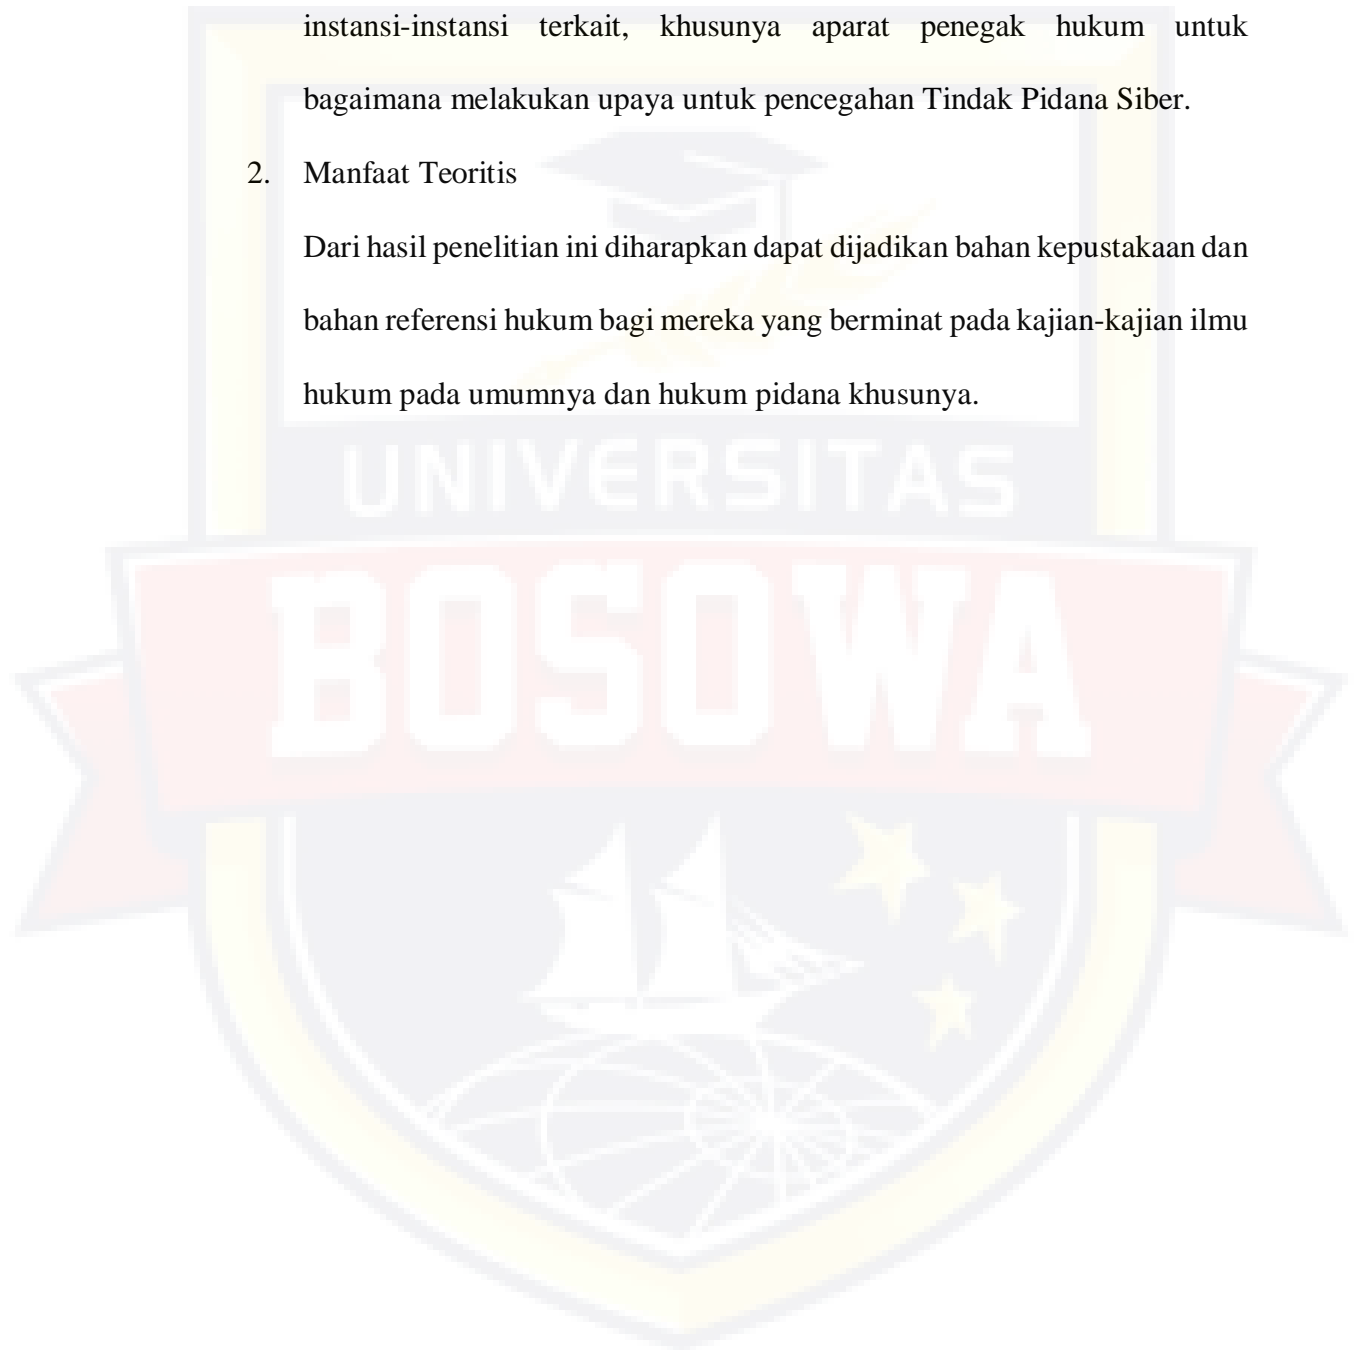 instansi-instansi terkait, khusunya aparat penegak hukum untuk
bagaimana melakukan upaya untuk pencegahan Tindak Pidana Siber.
2. Manfaat Teoritis
Dari hasil penelitian ini diharapkan dapat dijadikan bahan kepustakaan dan
bahan referensi hukum bagi mereka yang berminat pada kajian-kajian ilmu
hukum pada umumnya dan hukum pidana khusunya.
UNIVERSITAS
BOSOWA